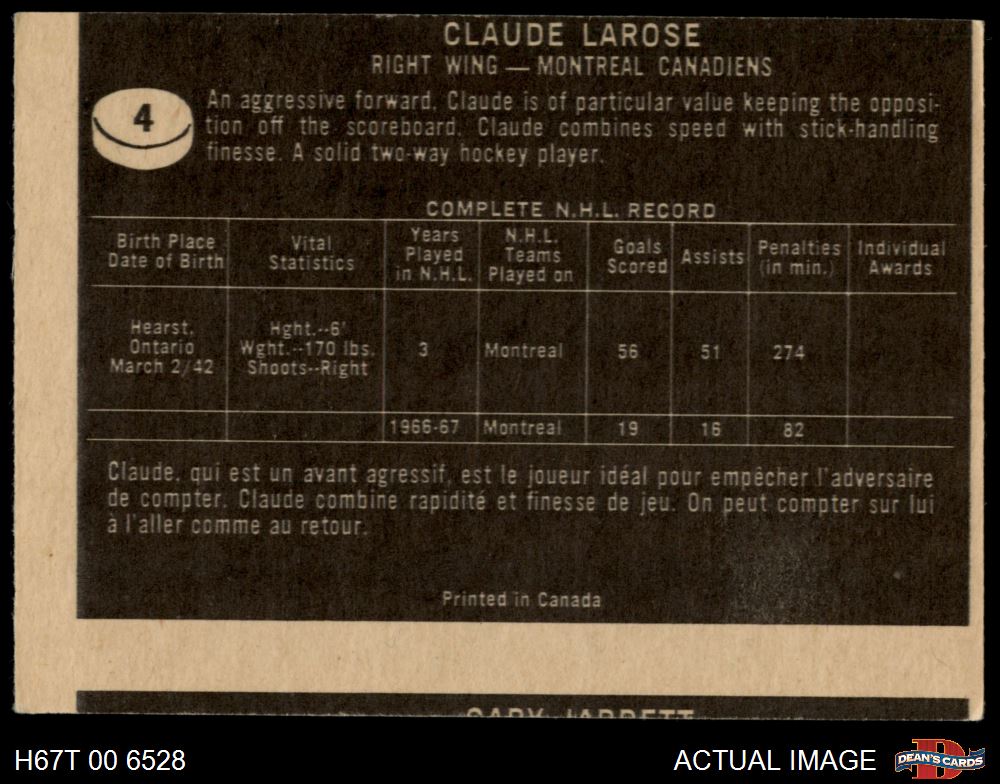 CLAUDE LAROSE
RIGHT WING — MONTREAL CANADIENS
4
An aggressive forward, Claude is of particular value keeping the opposi-
tion off the scoreboard. Claude combines speed with stick-handling
finesse. A solid two-way hockey player.
COMPLETE N.H.L. RECORD
Birth Place
Date of Birth
Vital
Statistics
Years
Played
in N.H.L.
N.H.L.
Teams
Played on
Goals
Scored
Assists
Penalties
(in min.)
Individual
Awards
Hearst,
Ontario
March 2/42
Hght.--6'
Wght.--170 lbs.
Shoots--Right
3
Montreal
56
51
274
1966-67
Montreal
19
16
82
Claude, qui est un avant agressif, est le joueur idéal pour empêcher l'adversaire
de compter. Claude combine rapidité et finesse de jeu. On peut compter sur lui
à l'aller comme au retour.
Printed in Canada
GARY JARRETT
H67T 00 6528
ACTUAL IMAGE
DEAN'S CARDS